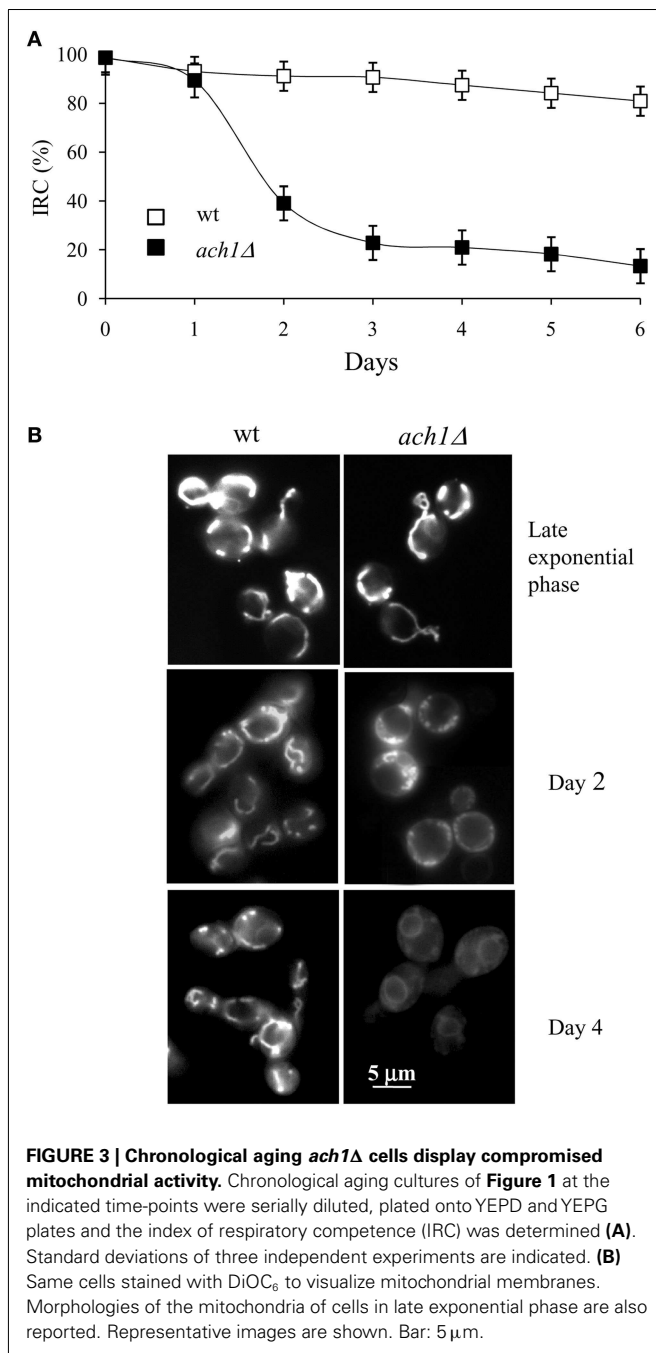 A
100
80
60
40
20
0
IRC (%)
wt
ach1Δ
0 1 2 3 4 5 6
Days
B
wt ach1Δ
Late
exponential
phase
Day 2
Day 4
5 μm
FIGURE 3 | Chronological aging ach1Δ cells display compromised
mitochondrial activity. Chronological aging cultures of Figure 1 at the
indicated time-points were serially diluted, plated onto YEPD and YEPG
plates and the index of respiratory competence (IRC) was determined (A).
Standard deviations of three independent experiments are indicated. (B)
Same cells stained with DiOC₆ to visualize mitochondrial membranes.
Morphologies of the mitochondria of cells in late exponential phase are also
reported. Representative images are shown. Bar: 5 μm.